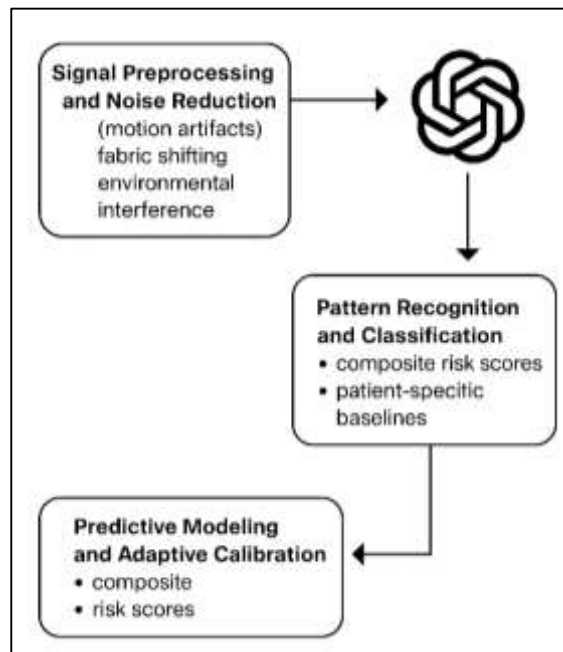 Signal Preprocessing
and Noise Reduction
(motion artifacts)
fabric shifting
environmental
interference
Pattern Recognition
and Classification
• composite risk scores
• patient-specific
baselines
Predictive Modeling
and Adaptive Calibration
• composite
• risk scores